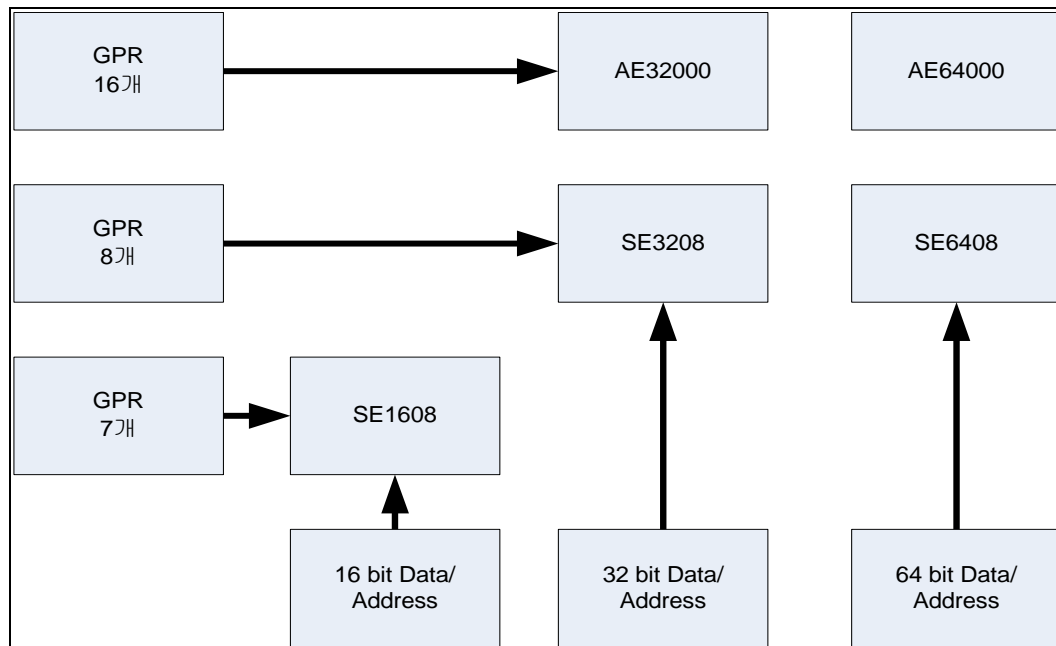 GPR
16개
AE32000
AE64000
GPR
8개
SE3208
SE6408
GPR
7개
SE1608
16 bit Data/
Address
32 bit Data/
Address
64 bit Data/
Address